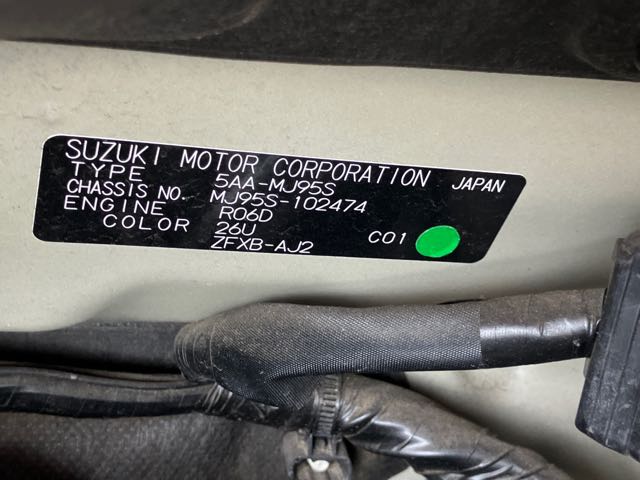 SUZUKI MOTOR CORPORATION JAPAN
TYPE 5AA-MJ95S
CHASSIS NO. MJ95S-102474
ENGINE R06D
COLOR 26U C01
ZFXB-AJ2